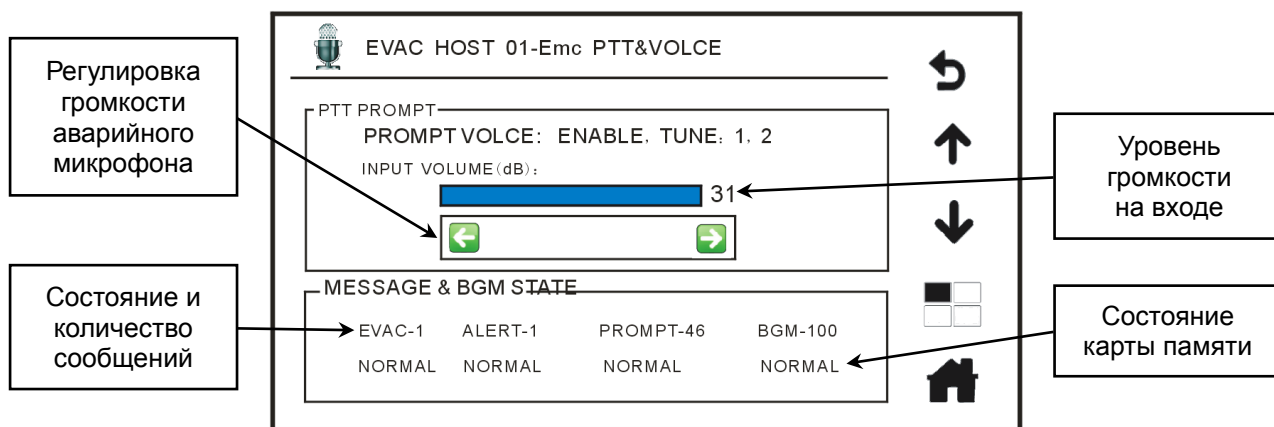 EVAC HOST 01-Emc PTT&VOLCE
Регулировка
громкости
аварийного
микрофона
PTT PROMPT
PROMPT VOLCE: ENABLE, TUNE: 1, 2
INPUT VOLUME(dB):
31
Уровень
громкости
на входе
MESSAGE & BGM STATE
Состояние и
количество
сообщений
EVAC-1 ALERT-1 PROMPT-46 BGM-100
NORMAL NORMAL NORMAL NORMAL
Состояние
карты памяти